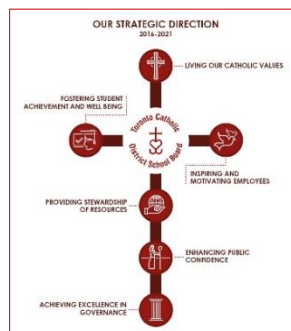 OUR STRATEGIC DIRECTION
2016-2021
LIVING OUR CATHOLIC VALUES
FOSTERING STUDENT
ACHIEVEMENT AND WELL BEING
Toronto Catholic
District School Board
INSPIRING AND
MOTIVATING EMPLOYEES
PROVIDING STEWARDSHIP
OF RESOURCES
ENHANCING PUBLIC
CONFIDENCE
ACHIEVING EXCELLENCE IN
GOVERNANCE